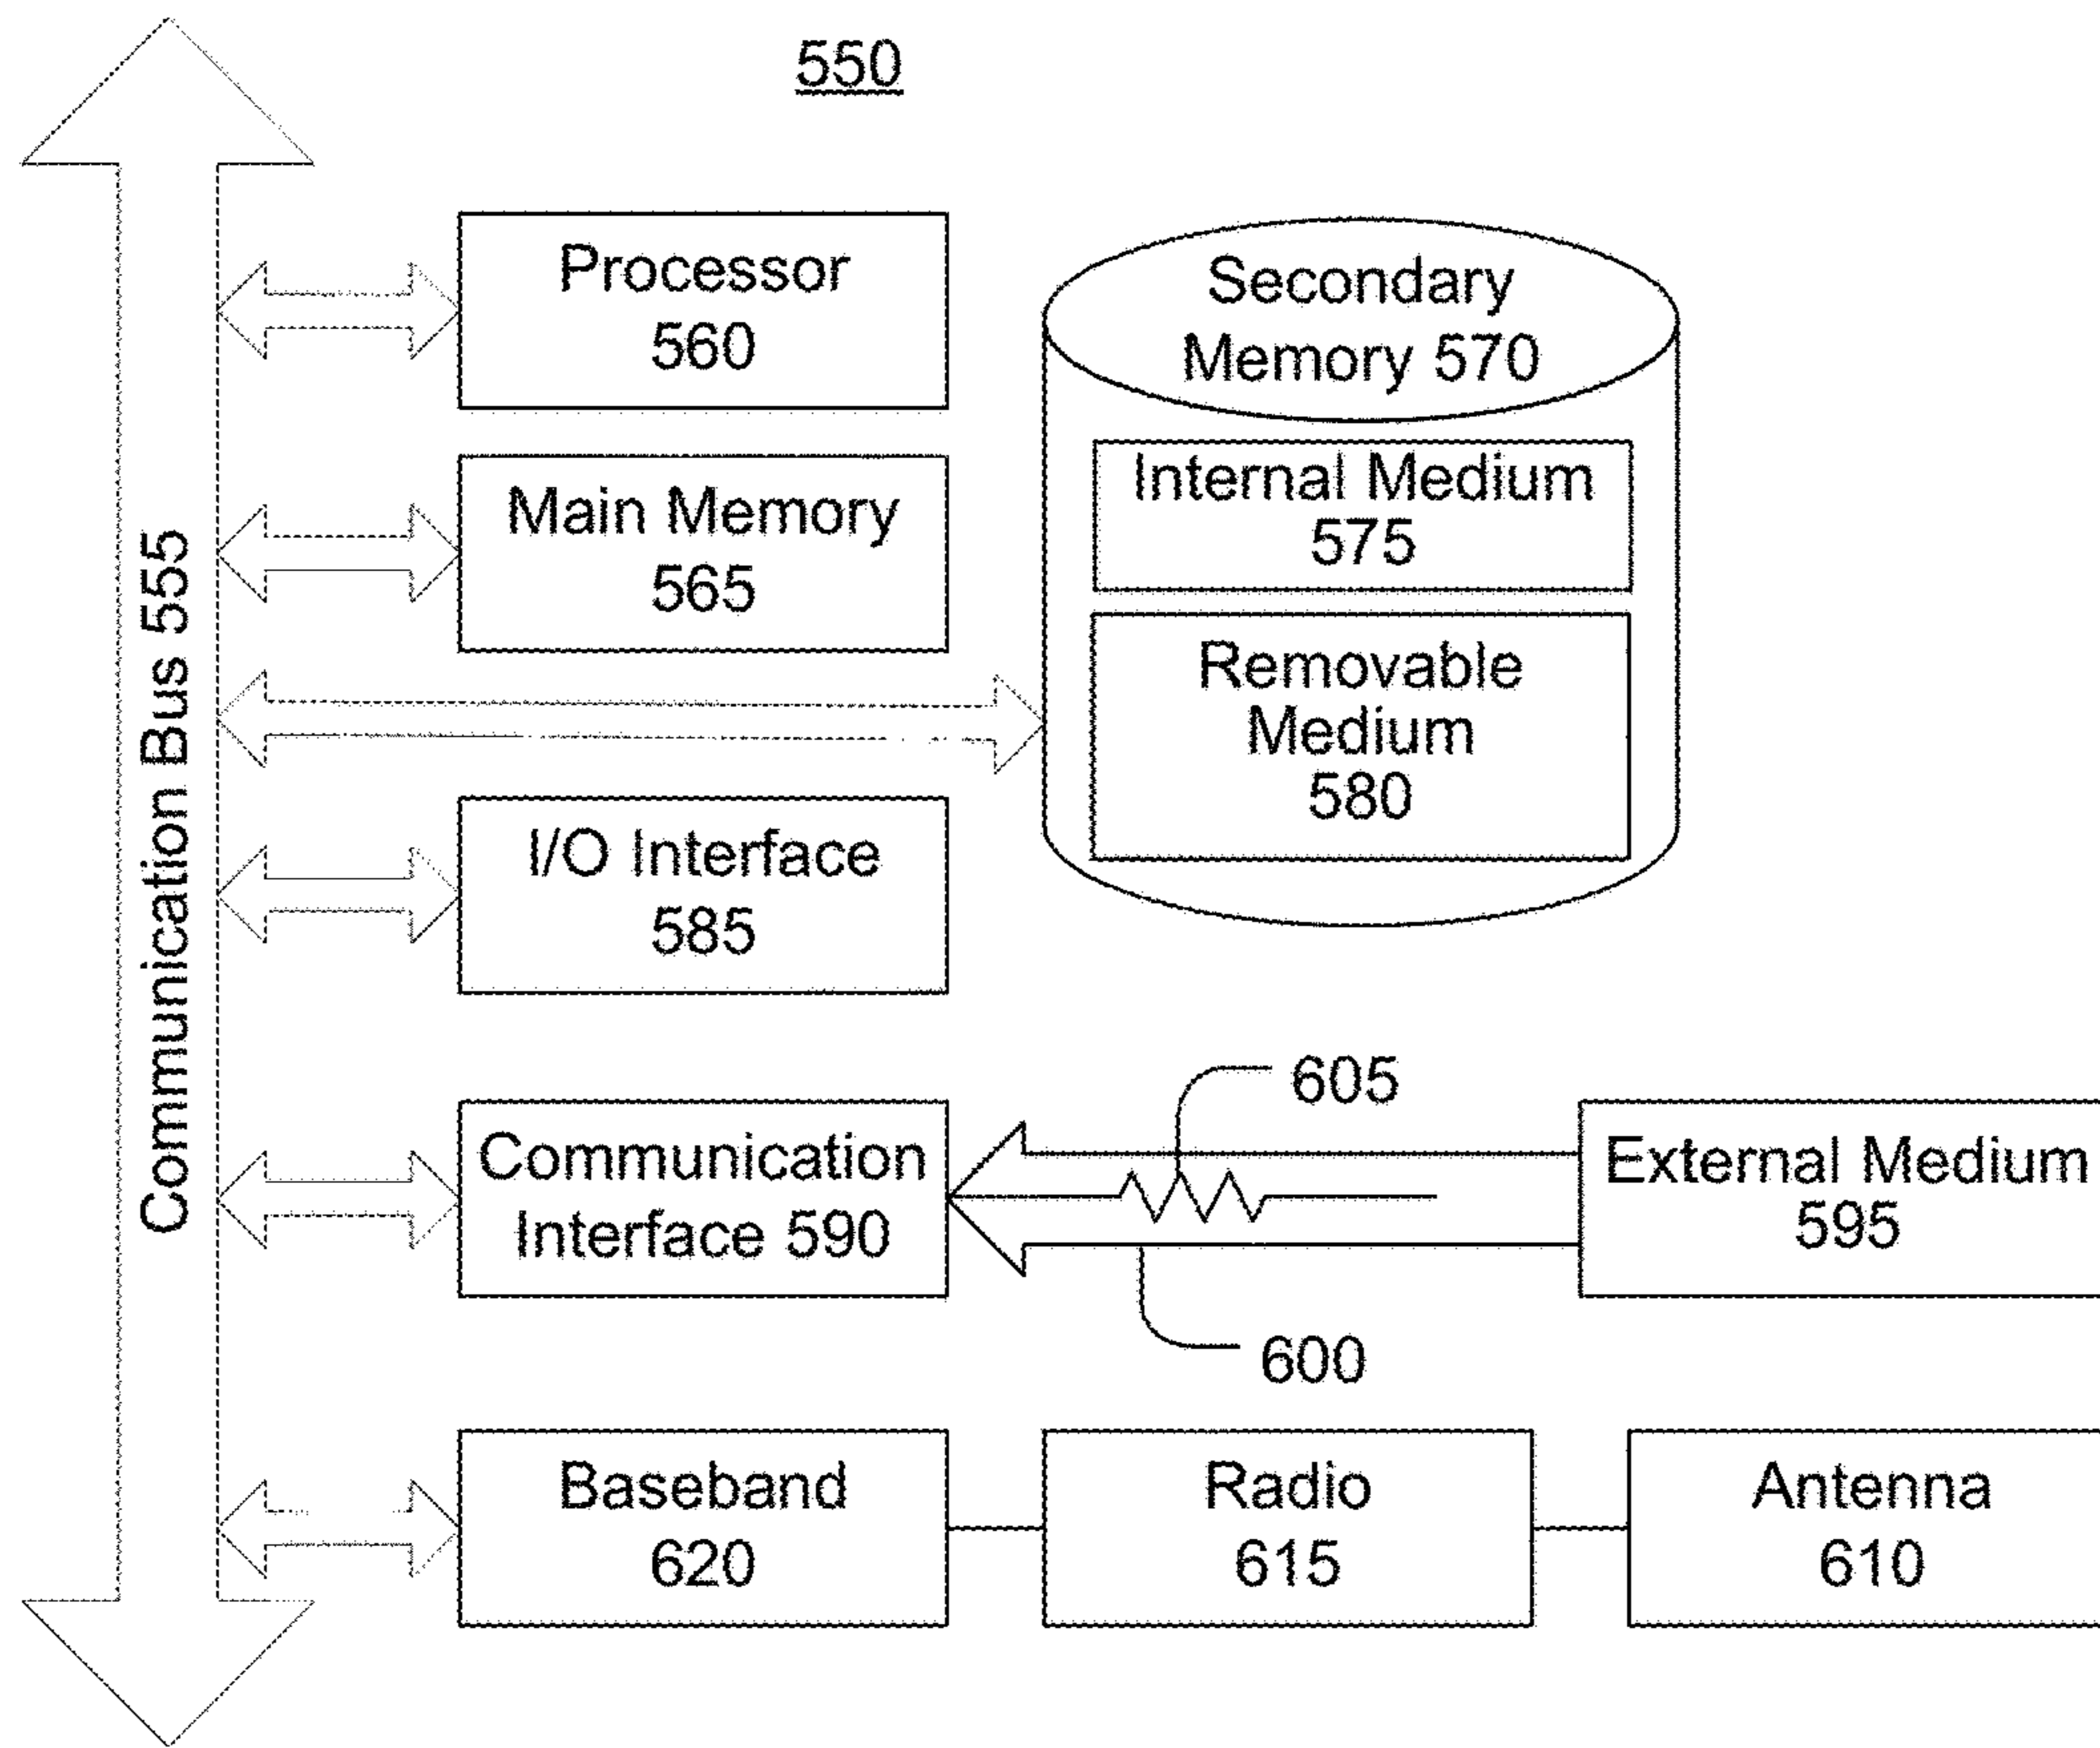 550
Communication Bus 555
Processor
560
Secondary
Memory 570
Main Memory
565
Internal Medium
575
Removable
Medium
580
I/O Interface
585
605
Communication
Interface 590
External Medium
595
600
Baseband
620
Radio
615
Antenna
610